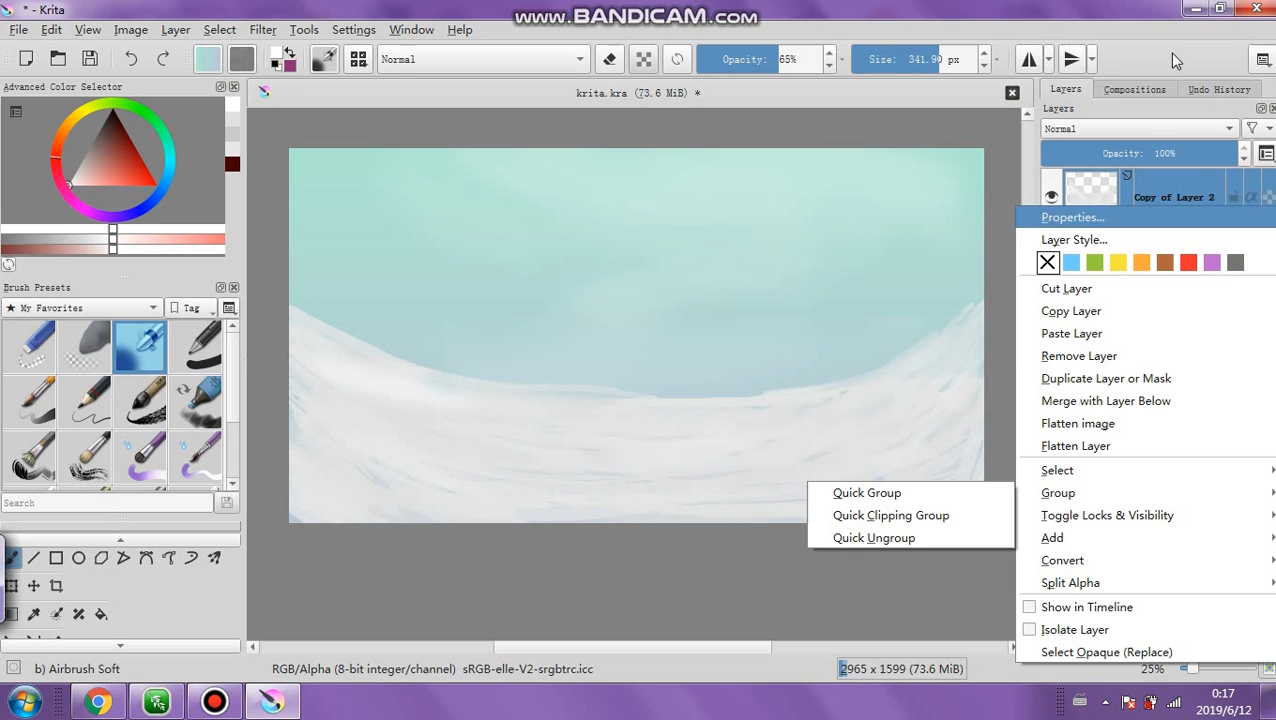 * - Krita
www.BANDICAM.com
File Edit View Image Layer Select Filter Tools Settings Window Help
Normal
Opacity: 65%
Size: 341.90 px
Advanced Color Selector
krita.kra (73.6 MiB) *
Layers Compositions Undo History
Layers
Normal
Opacity: 100%
Copy of Layer 2
Properties...
Layer Style...
Cut Layer
Copy Layer
Paste Layer
Remove Layer
Duplicate Layer or Mask
Merge with Layer Below
Flatten image
Flatten Layer
Select
Group
Toggle Locks & Visibility
Add
Convert
Split Alpha
Show in Timeline
Isolate Layer
Select Opaque (Replace)
Quick Group
Quick Clipping Group
Quick Ungroup
Brush Presets
★ My Favorites
Tag
Search
b) Airbrush Soft
RGB/Alpha (8-bit integer/channel) sRGB-elle-V2-srgbtrc.icc
2965 x 1599 (73.6 MiB)
25%
0:17
2019/6/12